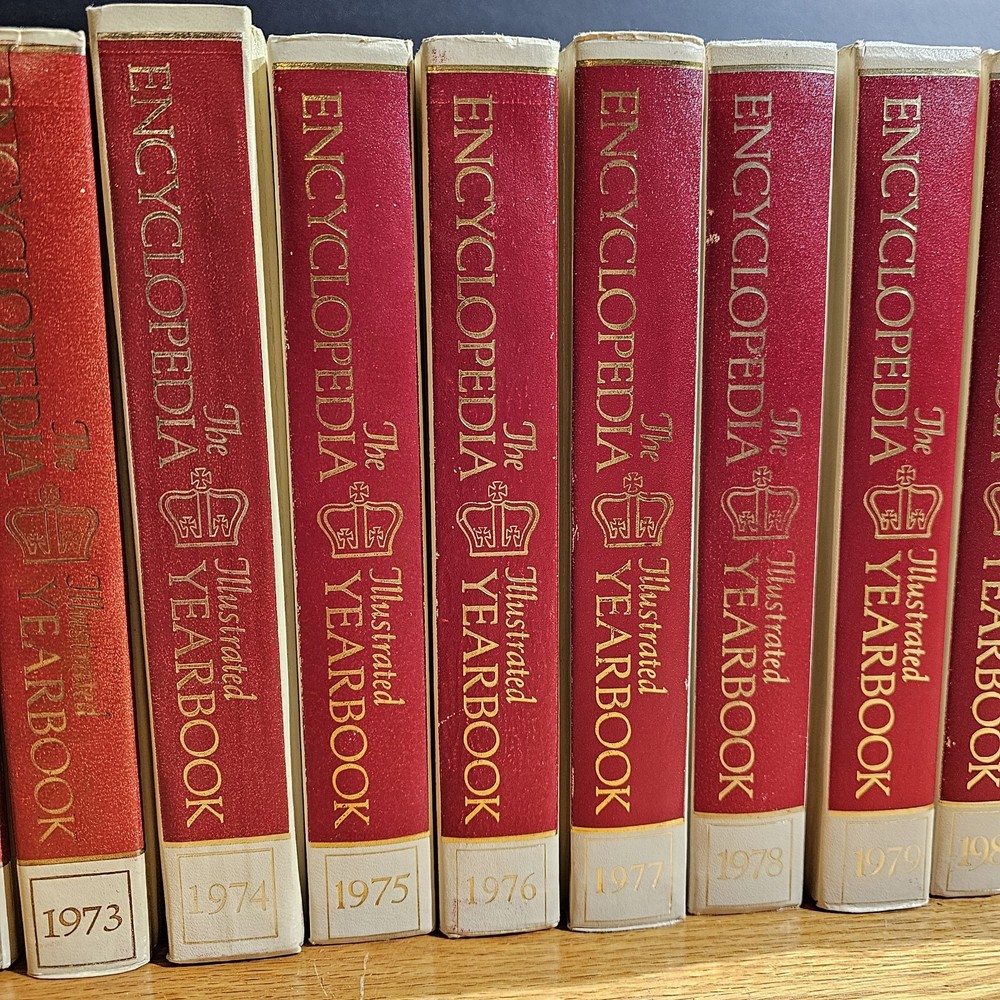 ENCYCLOPEDIA
The Illustrated
YEARBOOK
1973
ENCYCLOPEDIA
The Illustrated
YEARBOOK
1974
ENCYCLOPEDIA
The Illustrated
YEARBOOK
1975
ENCYCLOPEDIA
The Illustrated
YEARBOOK
1976
ENCYCLOPEDIA
The Illustrated
YEARBOOK
1977
ENCYCLOPEDIA
The Illustrated
YEARBOOK
1978
ENCYCLOPEDIA
The Illustrated
YEARBOOK
1979